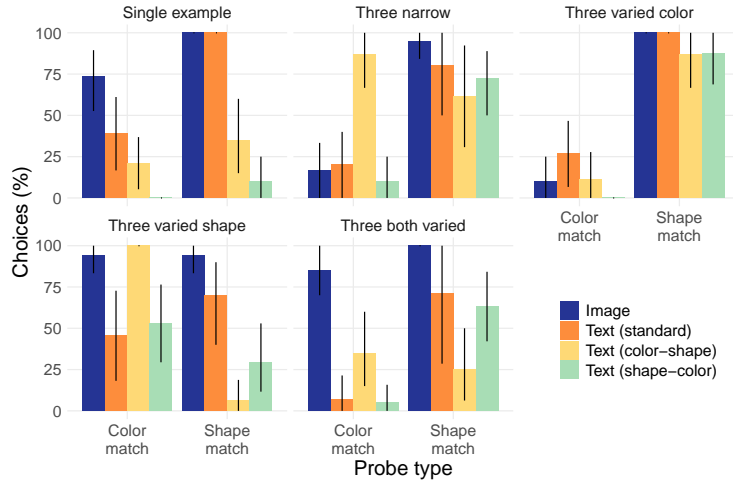 Single example
Three narrow
Three varied color
100
75
50
25
0
Color
match
Shape
match
Three varied shape
Three both varied
100
75
50
25
0
Color
match
Shape
match
Color
match
Shape
match
Choices (%)
Probe type
Image
Text (standard)
Text (color−shape)
Text (shape−color)